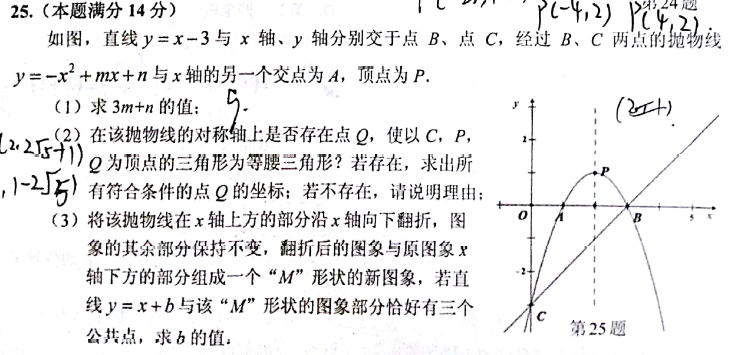 第24题
P(-4,2) P(4,2).
25.（本题满分 14 分）
如图，直线 y = x－3 与 x 轴、y 轴分别交于点 B、点 C，经过 B、C 两点的抛物线
y =－x²＋mx＋n 与 x 轴的另一个交点为 A，顶点为 P．
（1）求 3m+n 的值； 9.
（2）在该抛物线的对称轴上是否存在点 Q，使以 C，P，
Q 为顶点的三角形为等腰三角形？若存在，求出所
有符合条件的点 Q 的坐标；若不存在，请说明理由；
（3）将该抛物线在 x 轴上方的部分沿 x 轴向下翻折，图
象的其余部分保持不变，翻折后的图象与原图象 x
轴下方的部分组成一个“M”形状的新图象，若直
线 y = x + b 与该“M”形状的图象部分恰好有三个
公共点，求 b 的值．
(2,2√5+1)
, 1-2√5)
y
2
P
O A B 5 x
-2
C
第25题